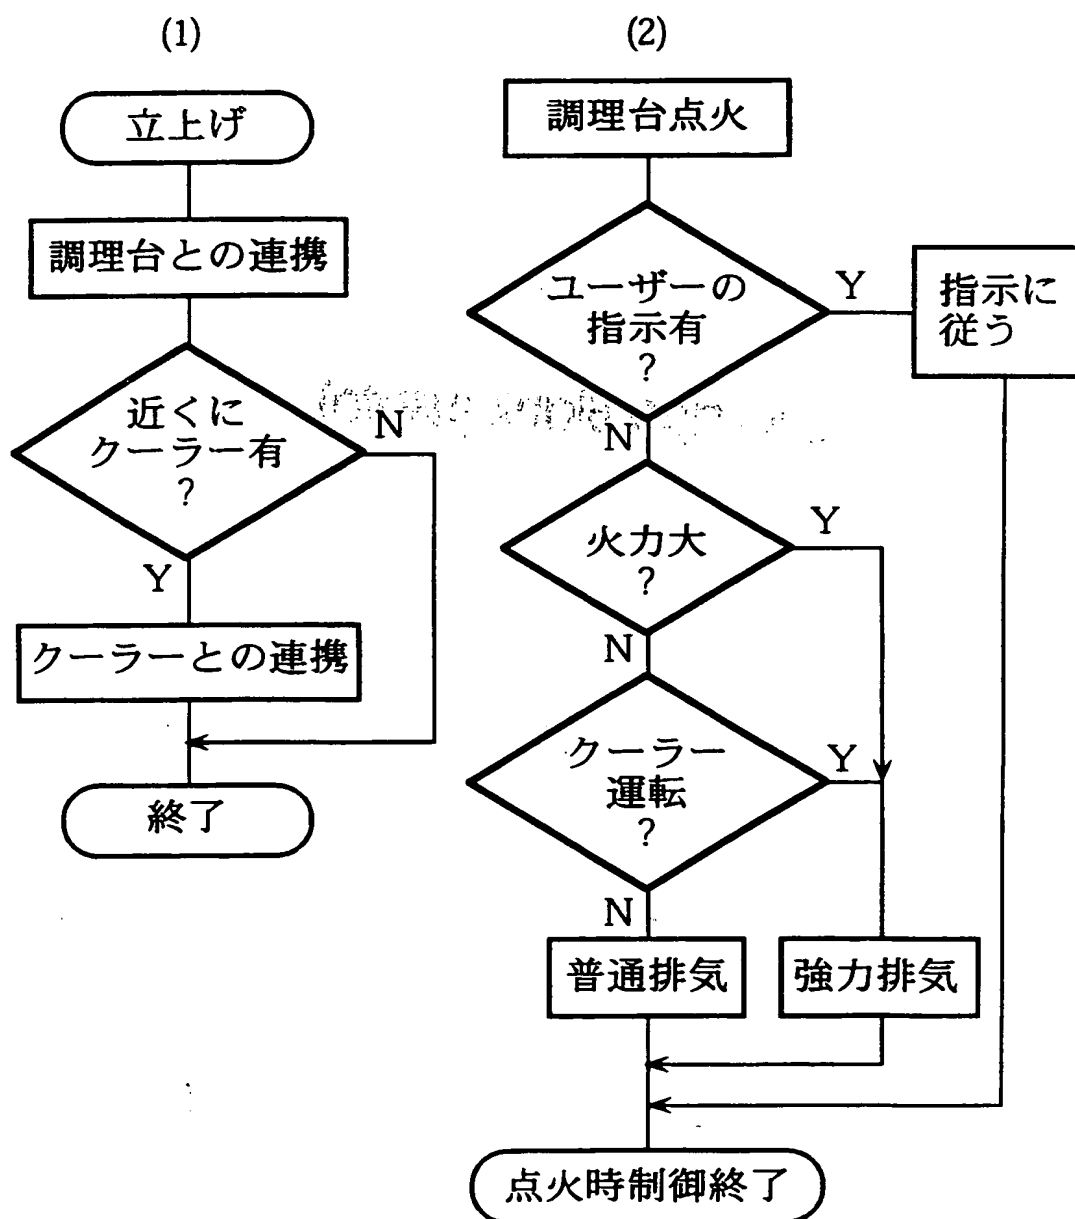 (1)
立上げ
調理台との連携
近くに
クーラー有
?
N
Y
クーラーとの連携
終了
(2)
調理台点火
ユーザーの
指示有
?
Y
指示に
従う
N
火力大
?
Y
N
クーラー
運転
?
Y
N
普通排気
強力排気
点火時制御終了